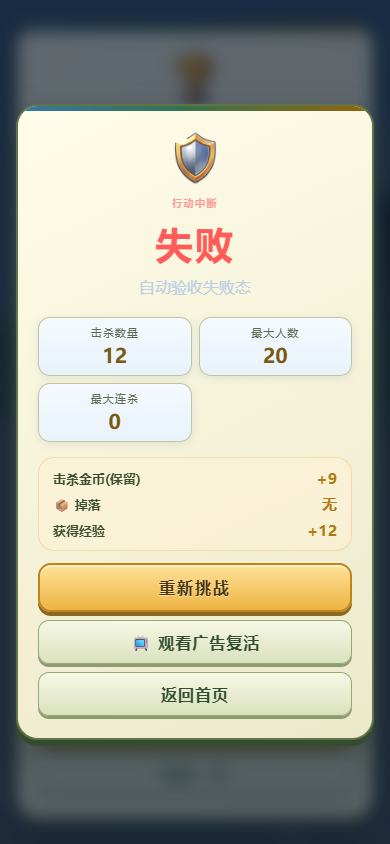 行动中断
失败
自动验收失败态
击杀数量
12
最大人数
20
最大连杀
0
击杀金币(保留) +9
掉落 无
获得经验 +12
重新挑战
观看广告复活
返回首页